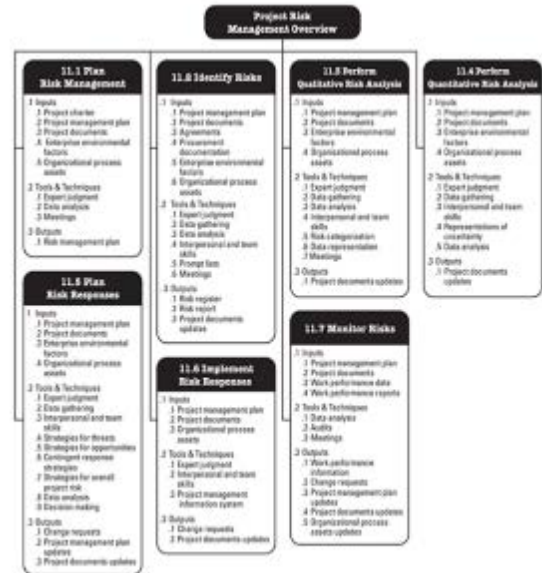 Project Risk
Management Overview
11.1 Plan
Risk Management
.1 Inputs
.1 Project charter
.2 Project management plan
.3 Project documents
.4 Enterprise environmental
factors
.5 Organizational process
assets
.2 Tools & Techniques
.1 Expert judgment
.2 Data analysis
.3 Meetings
.3 Outputs
.1 Risk management plan
11.2 Identify Risks
.1 Inputs
.1 Project management plan
.2 Project documents
.3 Agreements
.4 Procurement
documentation
.5 Enterprise environmental
factors
.6 Organizational process
assets
.2 Tools & Techniques
.1 Expert judgment
.2 Data gathering
.3 Data analysis
.4 Interpersonal and team
skills
.5 Prompt lists
.6 Meetings
.3 Outputs
.1 Risk register
.2 Risk report
.3 Project documents
updates
11.3 Perform
Qualitative Risk Analysis
.1 Inputs
.1 Project management plan
.2 Project documents
.3 Enterprise environmental
factors
.4 Organizational process
assets
.2 Tools & Techniques
.1 Expert judgment
.2 Data gathering
.3 Data analysis
.4 Interpersonal and team
skills
.5 Risk categorization
.6 Data representation
.7 Meetings
.3 Outputs
.1 Project documents updates
11.4 Perform
Quantitative Risk Analysis
.1 Inputs
.1 Project management plan
.2 Project documents
.3 Enterprise environmental
factors
.4 Organizational process
assets
.2 Tools & Techniques
.1 Expert judgment
.2 Data gathering
.3 Interpersonal and team
skills
.4 Representations of
uncertainty
.5 Data analysis
.3 Outputs
.1 Project documents
updates
11.5 Plan
Risk Responses
.1 Inputs
.1 Project management plan
.2 Project documents
.3 Enterprise environmental
factors
.4 Organizational process
assets
.2 Tools & Techniques
.1 Expert judgment
.2 Data gathering
.3 Interpersonal and team
skills
.4 Strategies for threats
.5 Strategies for opportunities
.6 Contingent response
strategies
.7 Strategies for overall
project risk
.8 Data analysis
.9 Decision making
.3 Outputs
.1 Change requests
.2 Project management plan
updates
.3 Project documents updates
11.6 Implement
Risk Responses
.1 Inputs
.1 Project management plan
.2 Project documents
.3 Organizational process
assets
.2 Tools & Techniques
.1 Expert judgment
.2 Interpersonal and team
skills
.3 Project management
information system
.3 Outputs
.1 Change requests
.2 Project documents updates
11.7 Monitor Risks
.1 Inputs
.1 Project management plan
.2 Project documents
.3 Work performance data
.4 Work performance reports
.2 Tools & Techniques
.1 Data analysis
.2 Audits
.3 Meetings
.3 Outputs
.1 Work performance
information
.2 Change requests
.3 Project management plan
updates
.4 Project documents updates
.5 Organizational process
assets updates